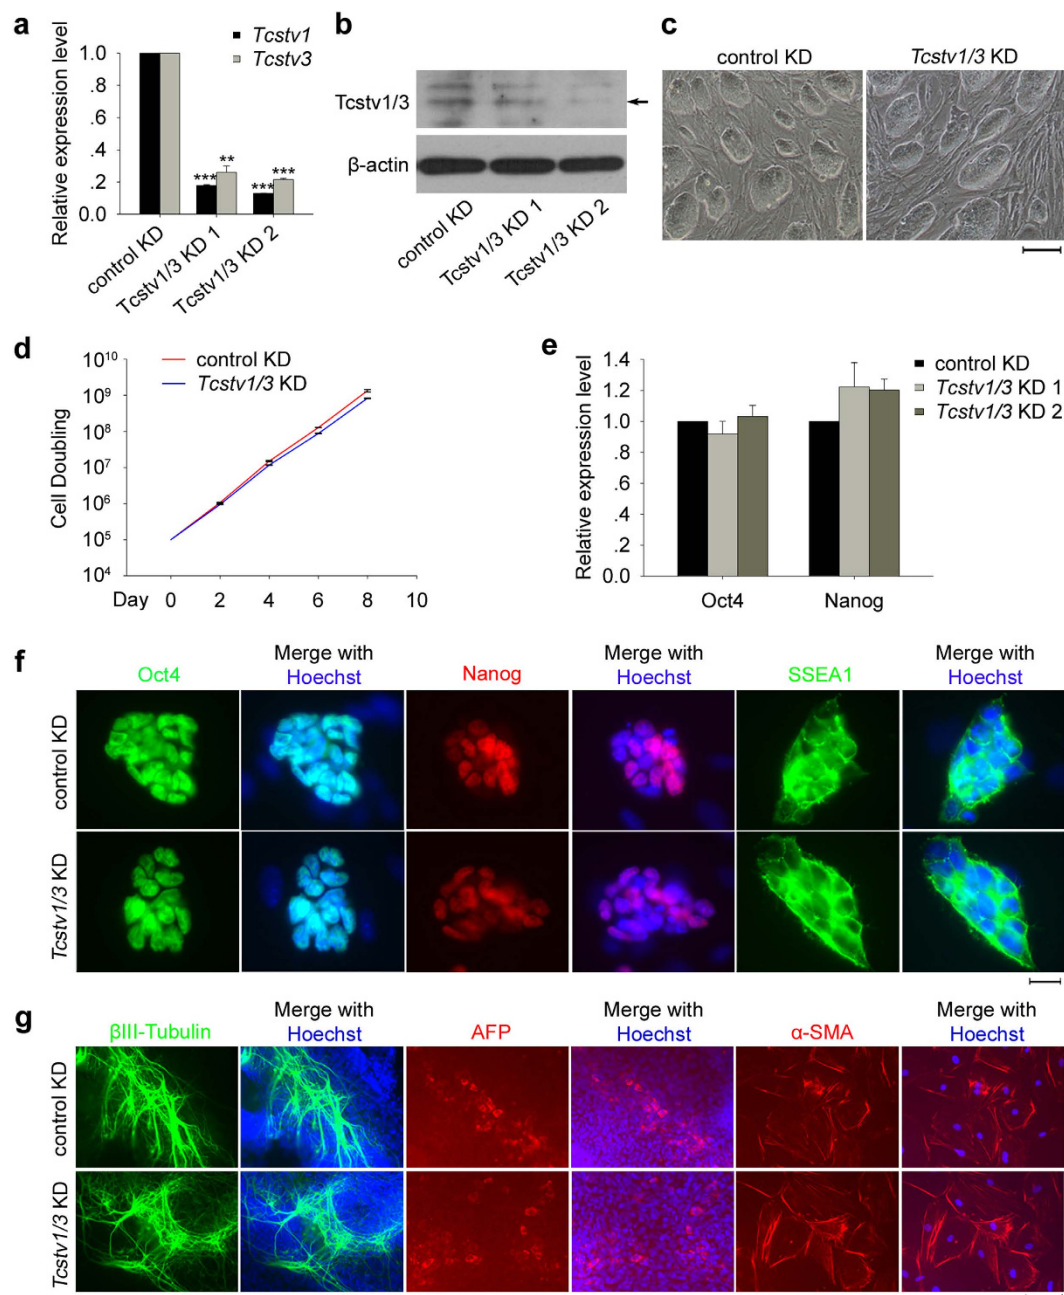 a
Relative expression level
1.0
.8
.6
.4
.2
0.0
Tcstv1
Tcstv3
***
**
***
***
control KD
Tcstv1/3 KD 1
Tcstv1/3 KD 2
b
Tcstv1/3
β-actin
control KD
Tcstv1/3 KD 1
Tcstv1/3 KD 2
c
control KD
Tcstv1/3 KD
d
Cell Doubling
10¹⁰
10⁹
10⁸
10⁷
10⁶
10⁵
10⁴
control KD
Tcstv1/3 KD
Day 0 2 4 6 8 10
e
Relative expression level
1.4
1.2
1.0
.8
.6
.4
.2
0.0
control KD
Tcstv1/3 KD 1
Tcstv1/3 KD 2
Oct4 Nanog
f
Oct4
Merge with
Hoechst
Nanog
Merge with
Hoechst
SSEA1
Merge with
Hoechst
control KD
Tcstv1/3 KD
g
βIII-Tubulin
Merge with
Hoechst
AFP
Merge with
Hoechst
α-SMA
Merge with
Hoechst
control KD
Tcstv1/3 KD